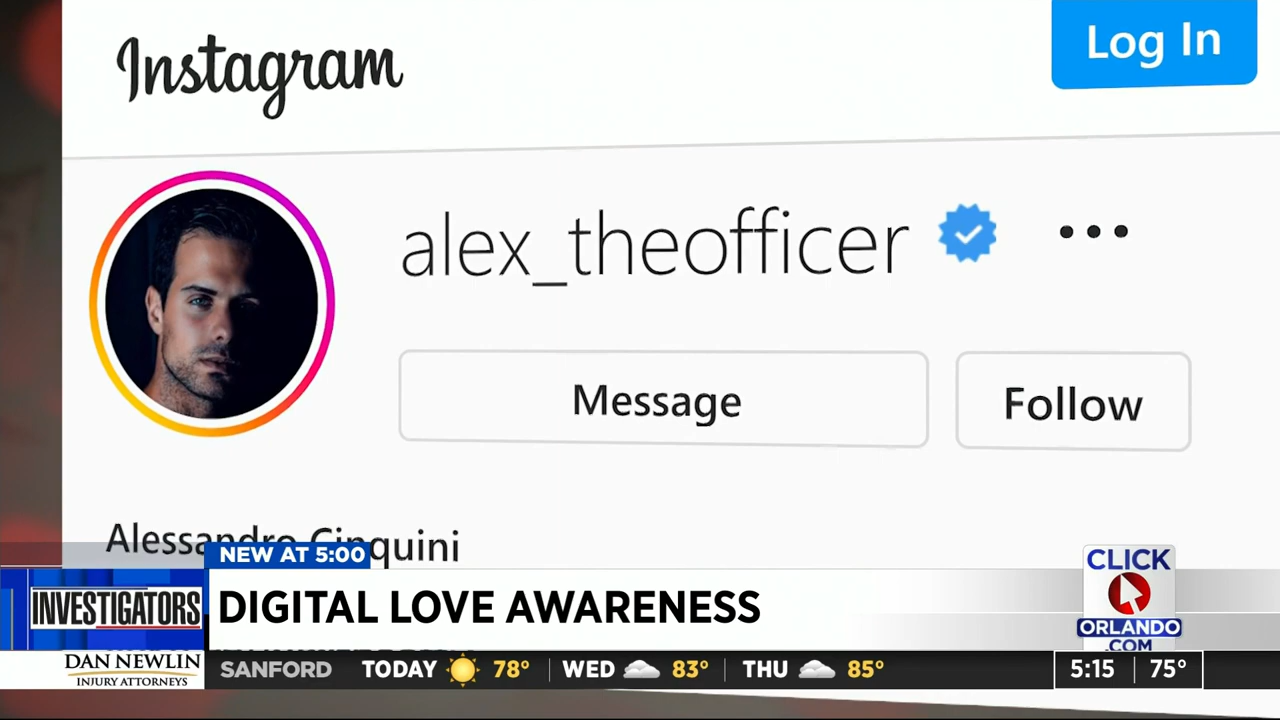 Instagram
Log In
alex_theofficer
Message
Follow
Alessandro Cinquini
NEW AT 5:00
INVESTIGATORS
DIGITAL LOVE AWARENESS
CLICK
ORLANDO
.COM
DAN NEWLIN
INJURY ATTORNEYS
SANFORD TODAY 78° WED 83° THU 85°
5:15 75°